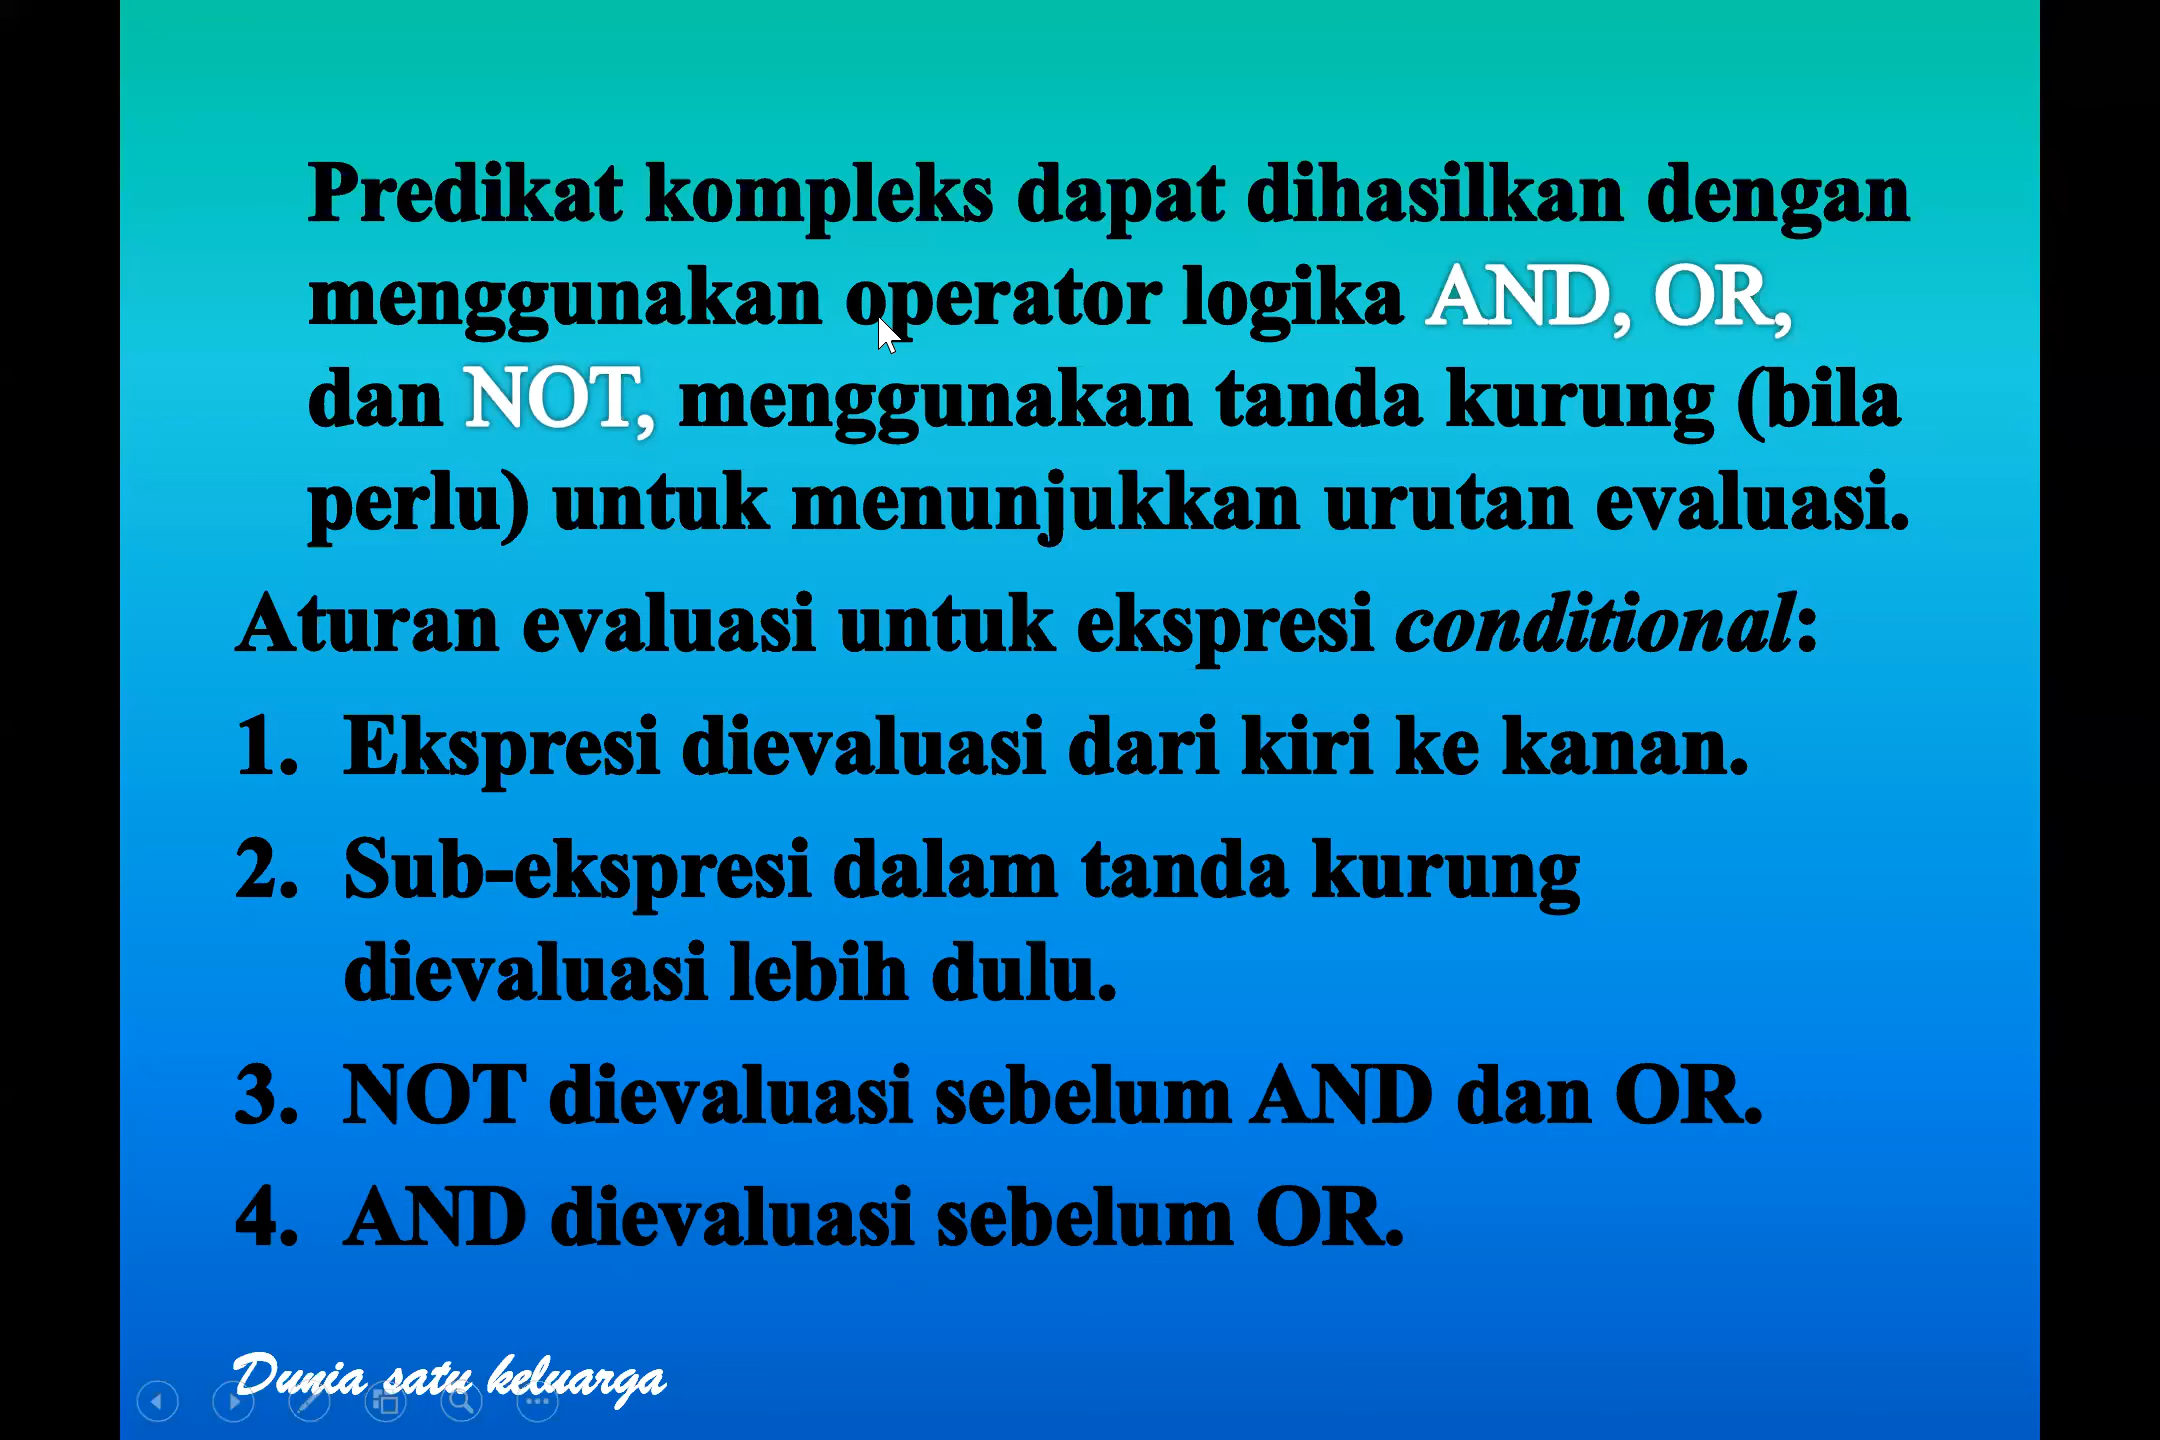 Predikat kompleks dapat dihasilkan dengan
menggunakan operator logika AND, OR,
dan NOT, menggunakan tanda kurung (bila
perlu) untuk menunjukkan urutan evaluasi.
Aturan evaluasi untuk ekspresi conditional:
1. Ekspresi dievaluasi dari kiri ke kanan.
2. Sub-ekspresi dalam tanda kurung
dievaluasi lebih dulu.
3. NOT dievaluasi sebelum AND dan OR.
4. AND dievaluasi sebelum OR.
Dunia satu keluarga